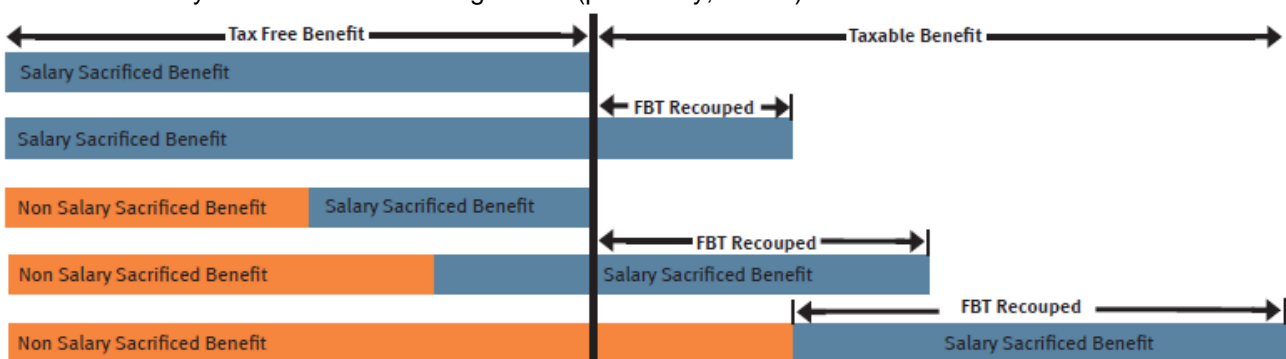 Tax Free Benefit Taxable Benefit
Salary Sacrificed Benefit
FBT Recouped
Salary Sacrificed Benefit
Non Salary Sacrificed Benefit Salary Sacrificed Benefit
FBT Recouped
Non Salary Sacrificed Benefit Salary Sacrificed Benefit
FBT Recouped
Non Salary Sacrificed Benefit Salary Sacrificed Benefit